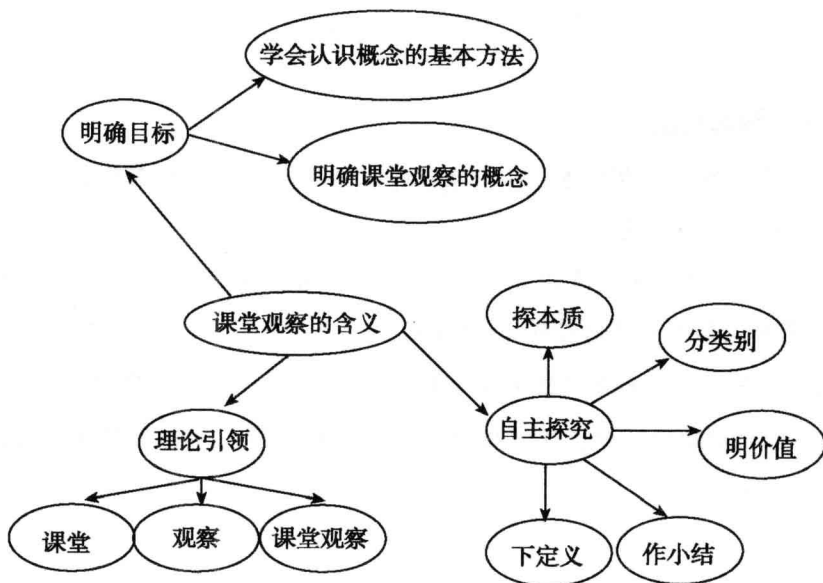 学会认识概念的基本方法
明确目标
明确课堂观察的概念
课堂观察的含义
探本质
分类别
理论引领
自主探究
明价值
课堂
观察
课堂观察
下定义
作小结